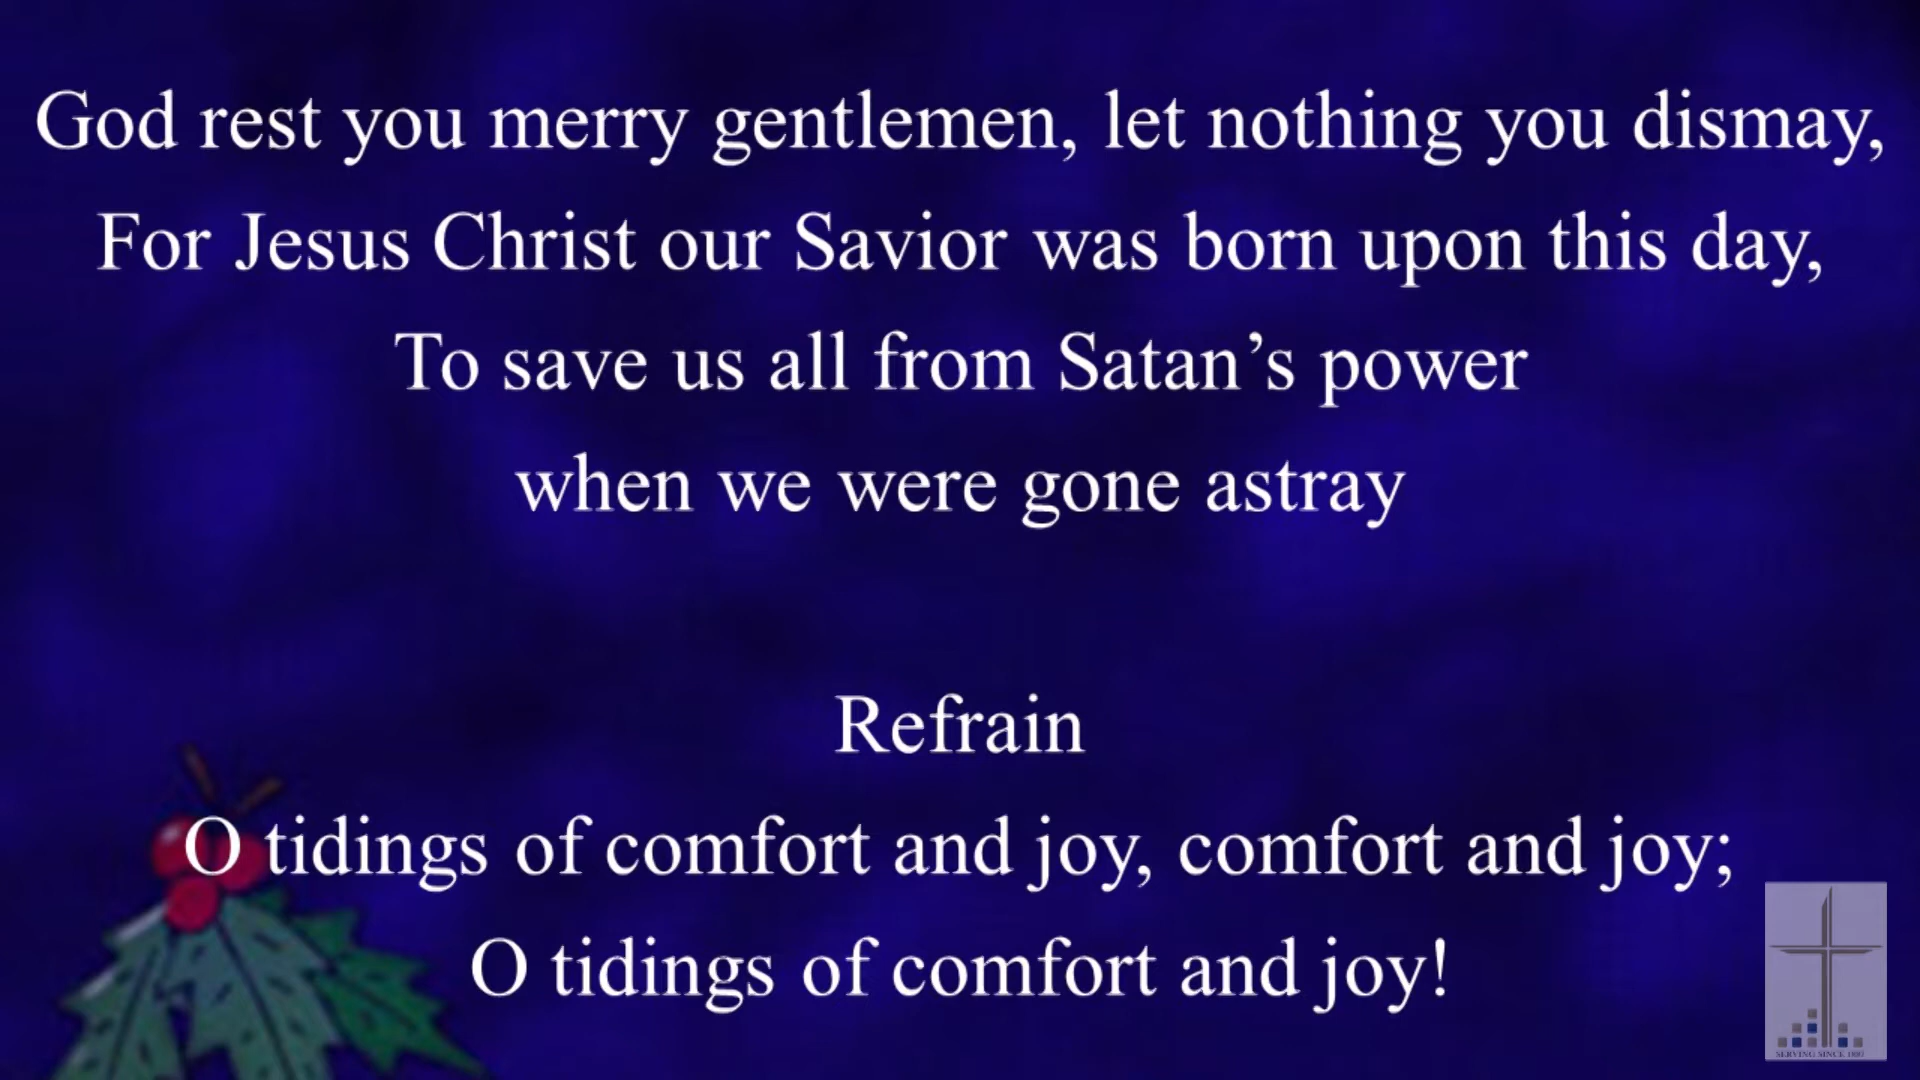 God rest you merry gentlemen, let nothing you dismay,
For Jesus Christ our Savior was born upon this day,
To save us all from Satan’s power
when we were gone astray
Refrain
O tidings of comfort and joy, comfort and joy;
O tidings of comfort and joy!
SERVING SINCE